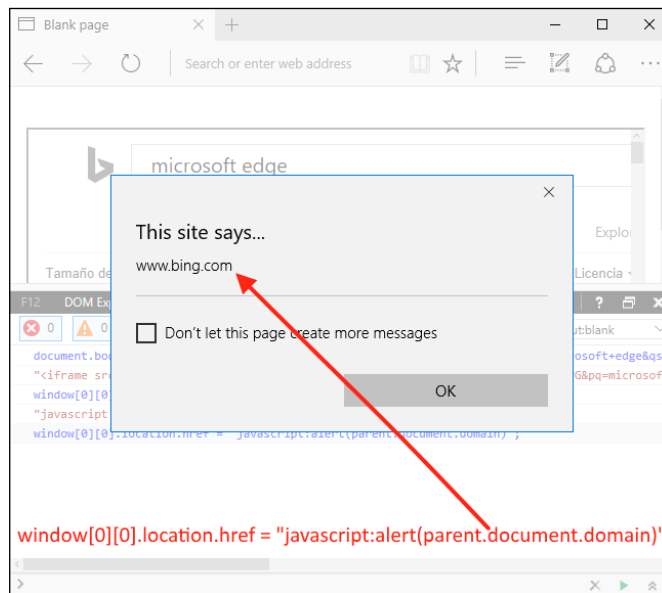 Blank page
Search or enter web address
microsoft edge
This site says...
Explo
www.bing.com
Tamaño de
Licencia
F12 DOM Ex ?
0 0
Don't let this page create more messages
ut:blank
document.bo osoft+edge&qs
"<iframe sr G&pq=microsof
window[0][0]
OK
"javascript
window[0][0].location.href = "javascript:alert(parent.document.domain)";
window[0][0].location.href = "javascript:alert(parent.document.domain)"